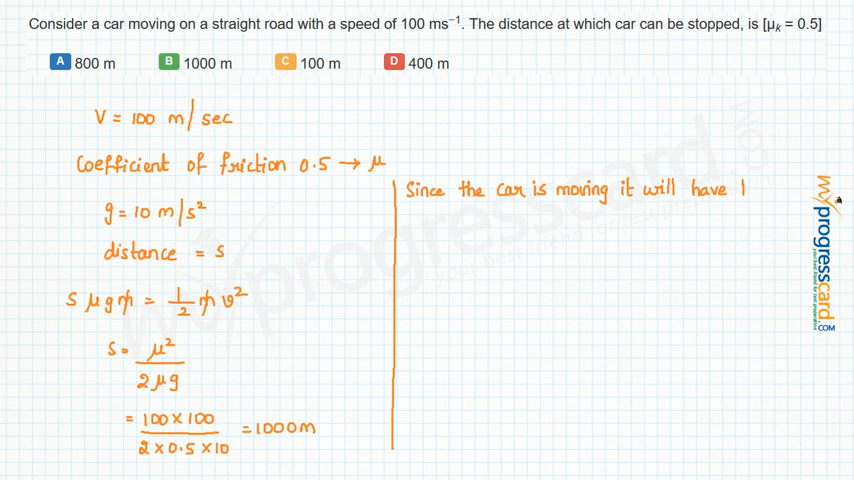 Consider a car moving on a straight road with a speed of 100 ms⁻¹. The distance at which car can be stopped, is [μₖ = 0.5]
A 800 m B 1000 m C 100 m D 400 m
V = 100 m/sec
Coefficient of friction 0.5 → μ
g = 10 m/s²
distance = s
s μ g m = 1/2 m v²
s = μ²/2μg
= 100 × 100 / 2 × 0.5 × 10 = 1000m
Since the car is moving it will have
myprogresscard
.COM